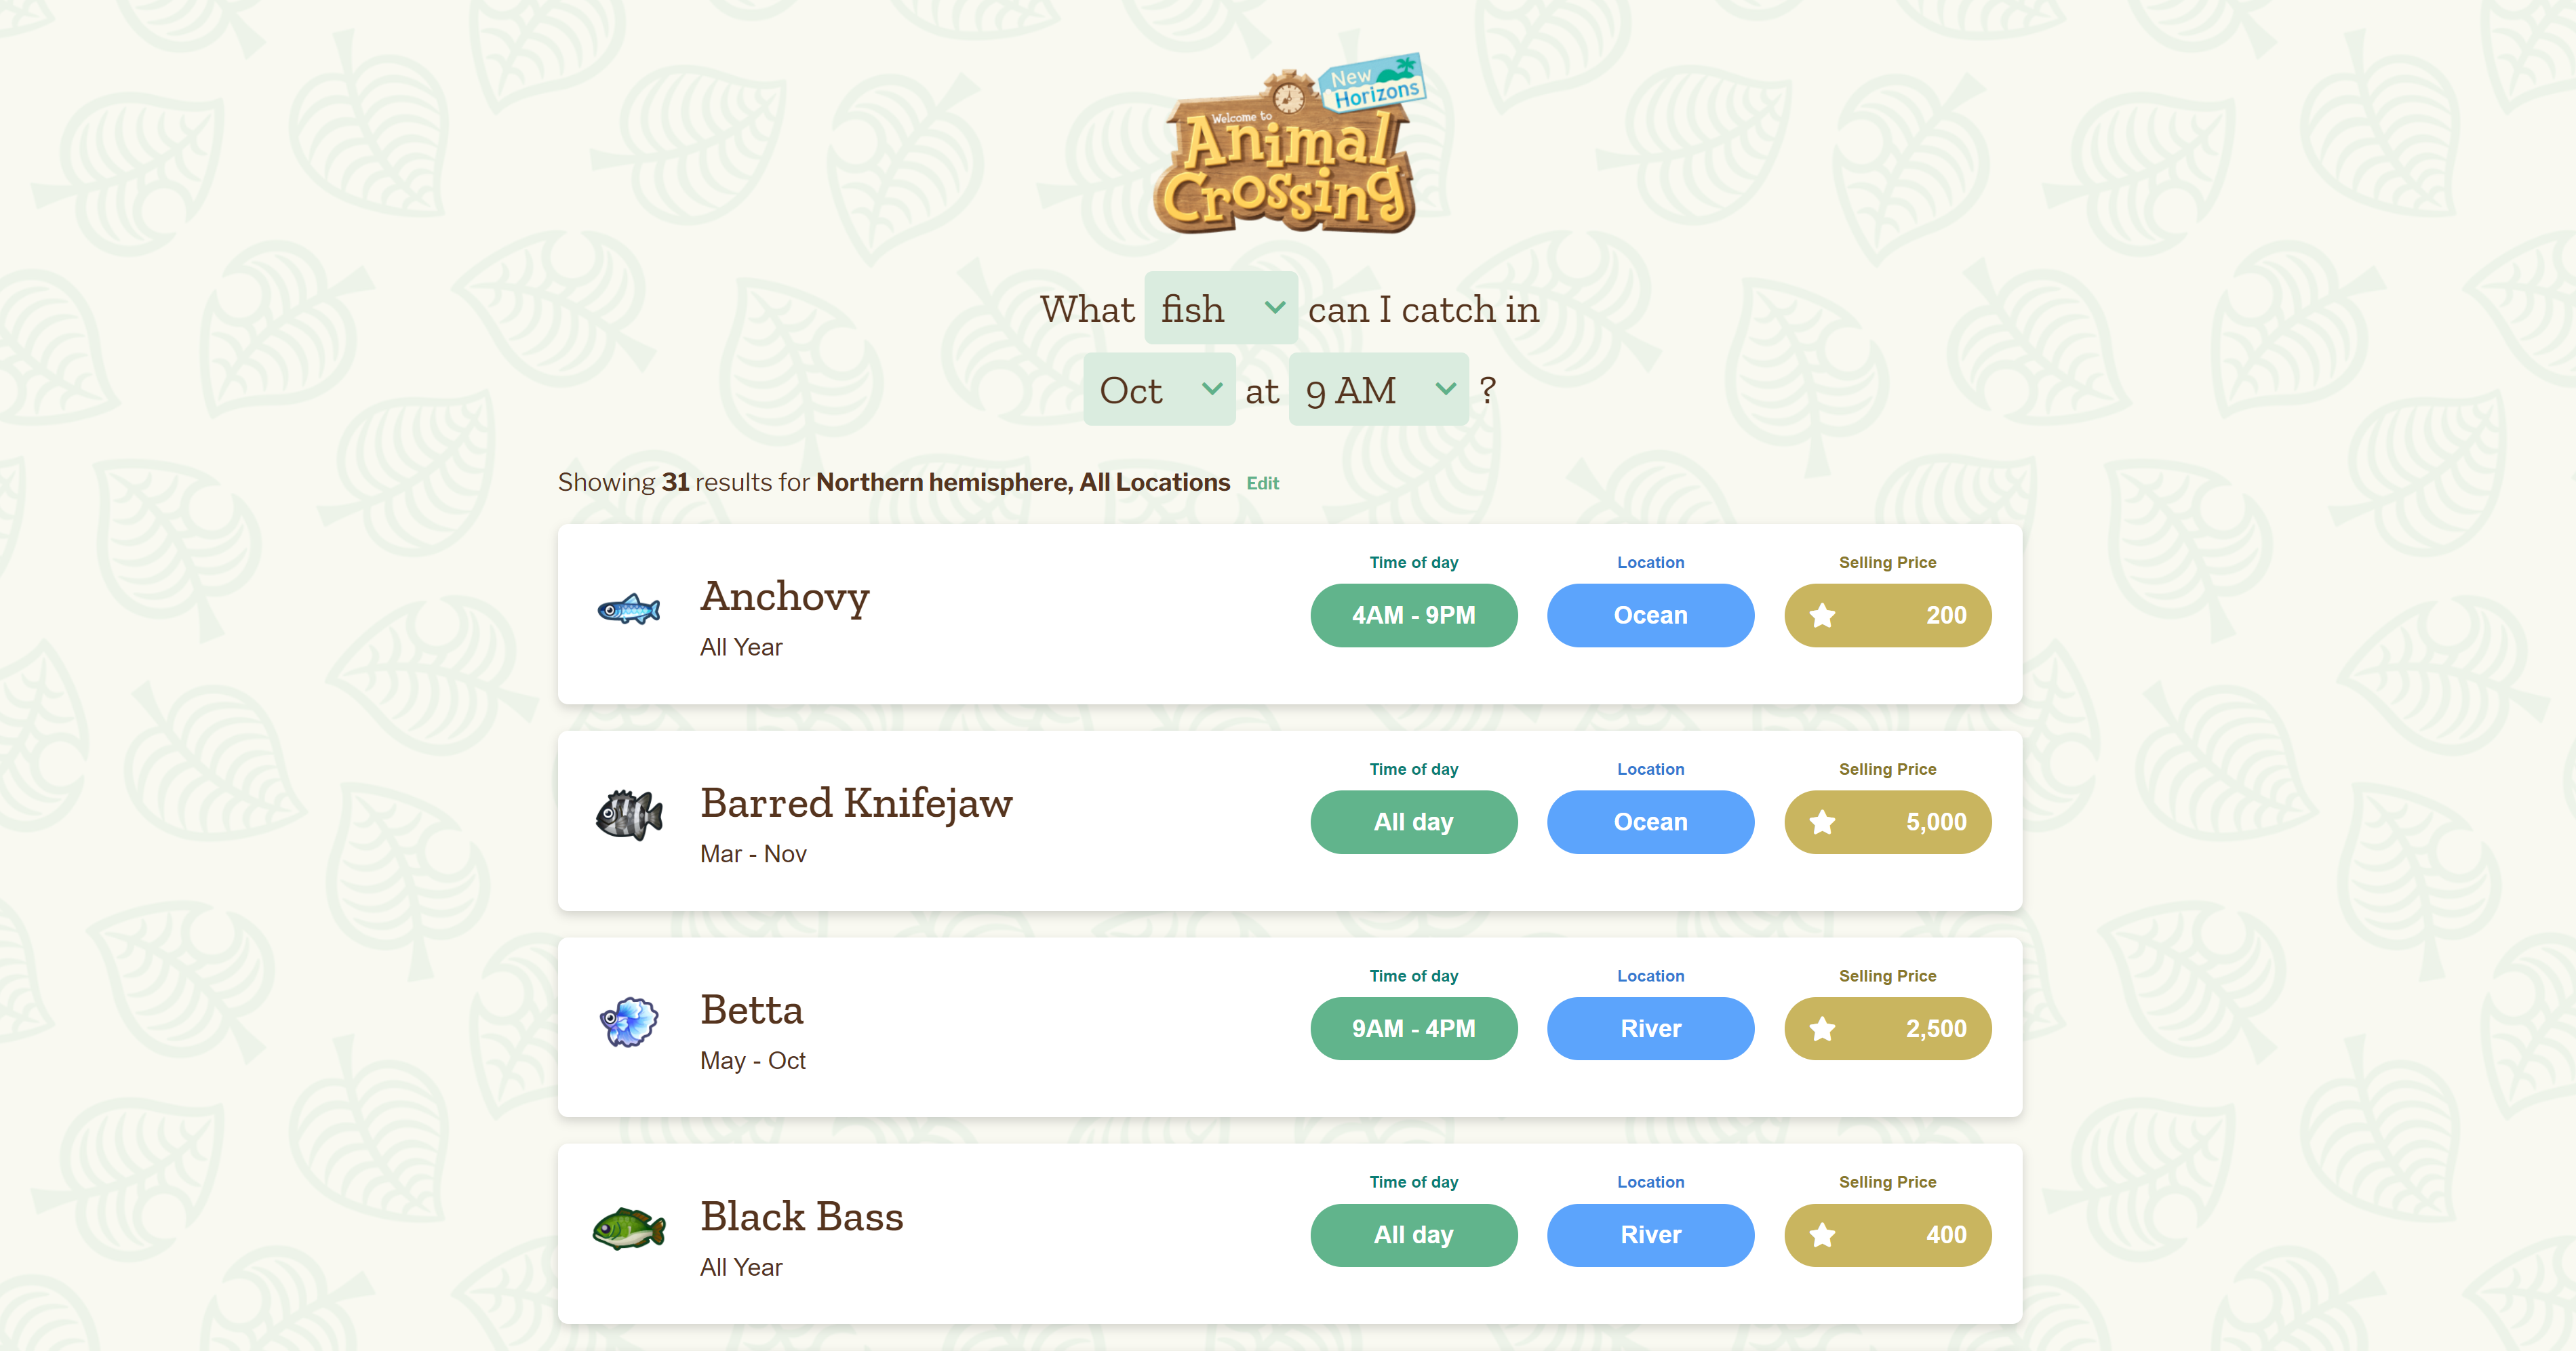 New
Horizons
Welcome to
Animal
Crossing
What fish can I catch in
Oct at 9 AM ?
Showing 31 results for Northern hemisphere, All Locations Edit
Anchovy
All Year
Time of day
4AM - 9PM
Location
Ocean
Selling Price
200
Barred Knifejaw
Mar - Nov
Time of day
All day
Location
Ocean
Selling Price
5,000
Betta
May - Oct
Time of day
9AM - 4PM
Location
River
Selling Price
2,500
Black Bass
All Year
Time of day
All day
Location
River
Selling Price
400